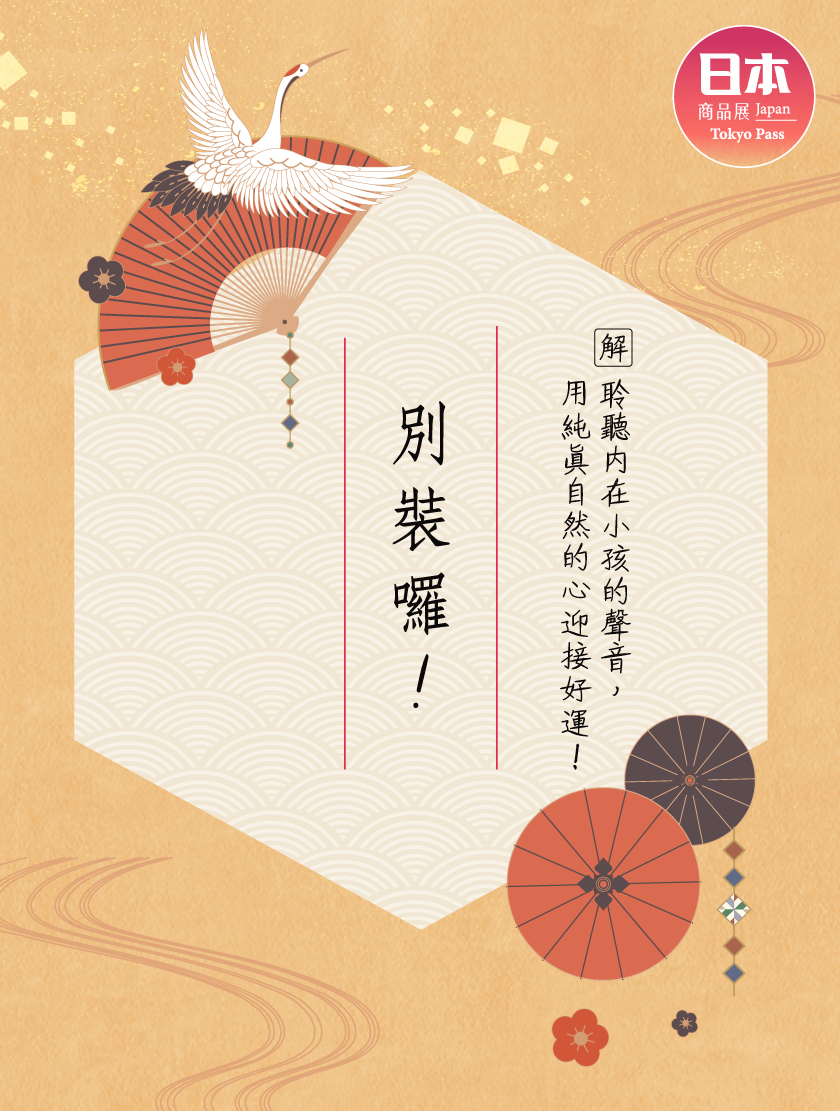 日本
商品展 Japan
Tokyo Pass
解
聆聽内在小孩的聲音，
用純眞自然的心迎接好運！
別裝囉！